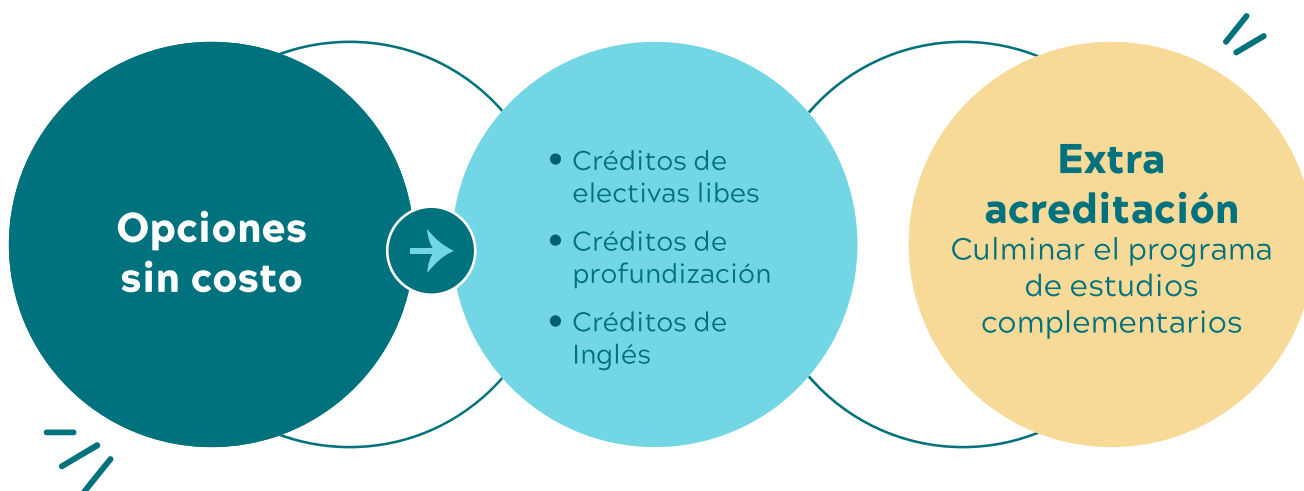 Opciones
sin costo
• Créditos de
electivas libes
• Créditos de
profundización
• Créditos de
Inglés
Extra
acreditación
Culminar el programa
de estudios
complementarios